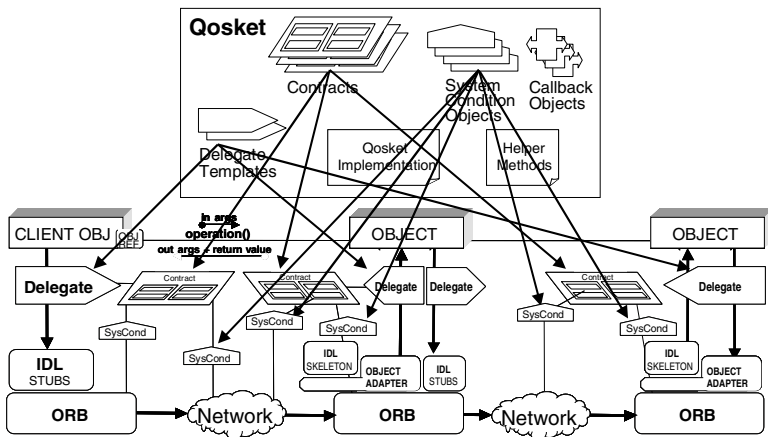 Qosket
Contracts
System
Condition
Objects
Callback
Objects
Delegate
Templates
Qosket
Implementation
Helper
Methods
CLIENT OBJ
OBJ
REF
in args
operation()
out args + return value
OBJECT
OBJECT
Delegate
Contract
Contract
Delegate
Delegate
Contract
Delegate
SysCond
SysCond
SysCond
SysCond
SysCond
SysCond
IDL
STUBS
IDL
SKELETON
OBJECT
ADAPTER
IDL
STUBS
IDL
SKELETON
OBJECT
ADAPTER
ORB
Network
ORB
Network
ORB